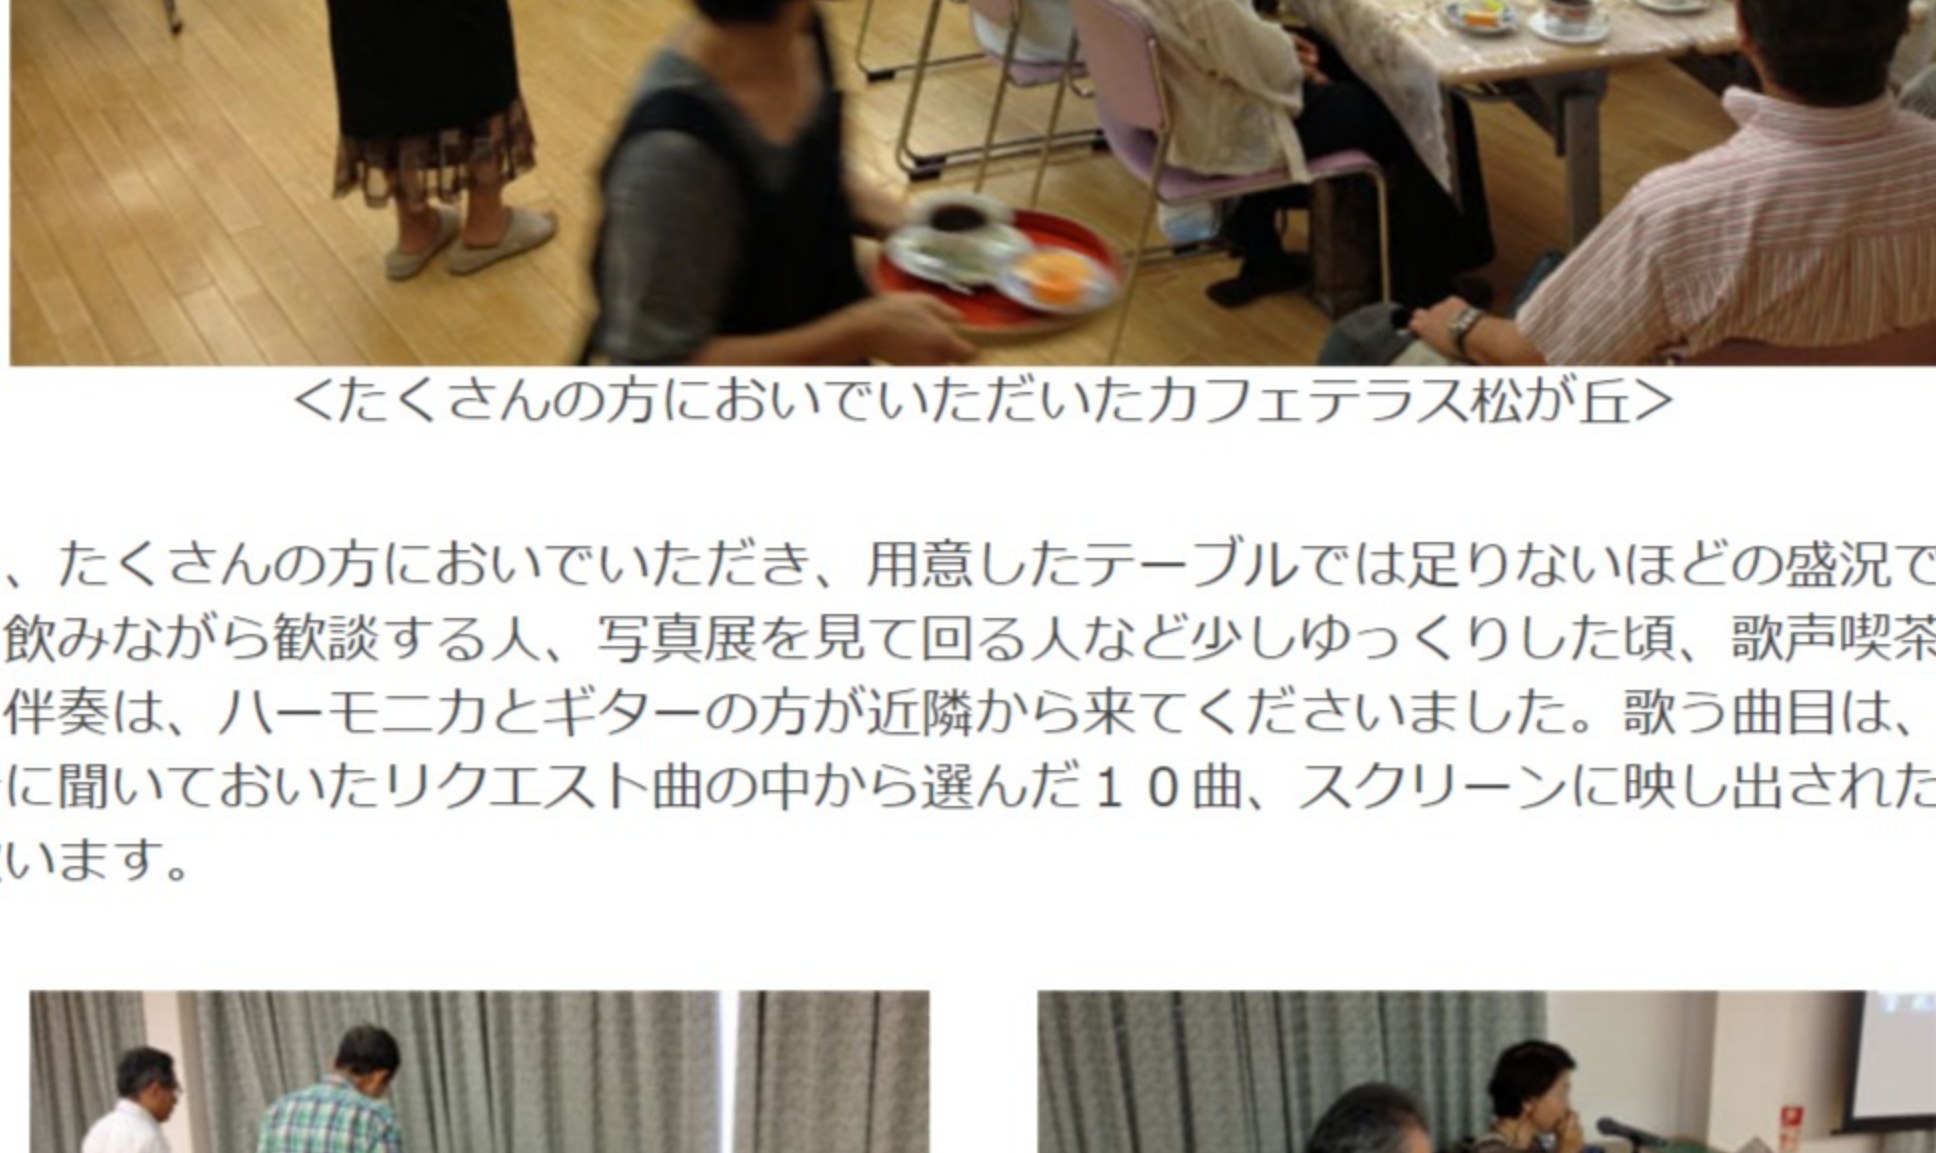 ＜たくさんの方においでいただいたカフェテラス松が丘＞
、たくさんの方においでいただき、用意したテーブルでは足りないほどの盛況で
飲みながら歓談する人、写真展を見て回る人など少しゆっくりした頃、歌声喫茶
伴奏は、ハーモニカとギターの方が近隣から来てくださいました。歌う曲目は、
に聞いておいたリクエスト曲の中から選んだ１０曲、スクリーンに映し出された
います。